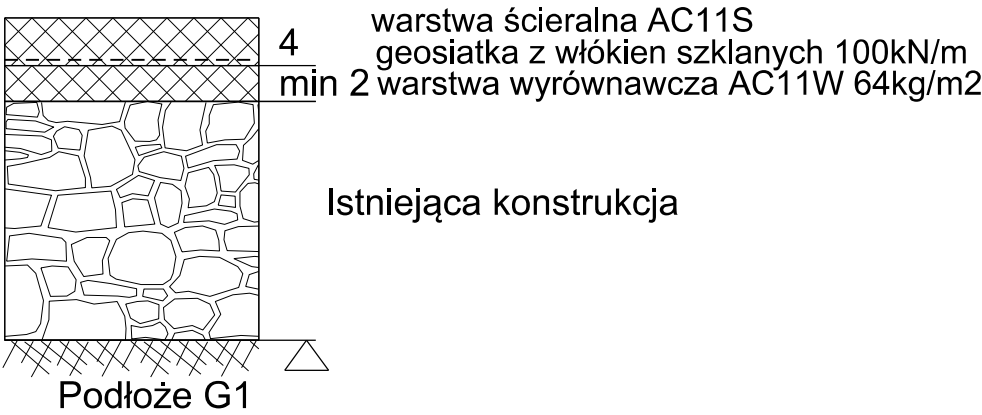 4 warstwa ścieralna AC11S
geosiatka z włókien szklanych 100kN/m
min 2 warstwa wyrównawcza AC11W 64kg/m2
Istniejąca konstrukcja
Podłoże G1